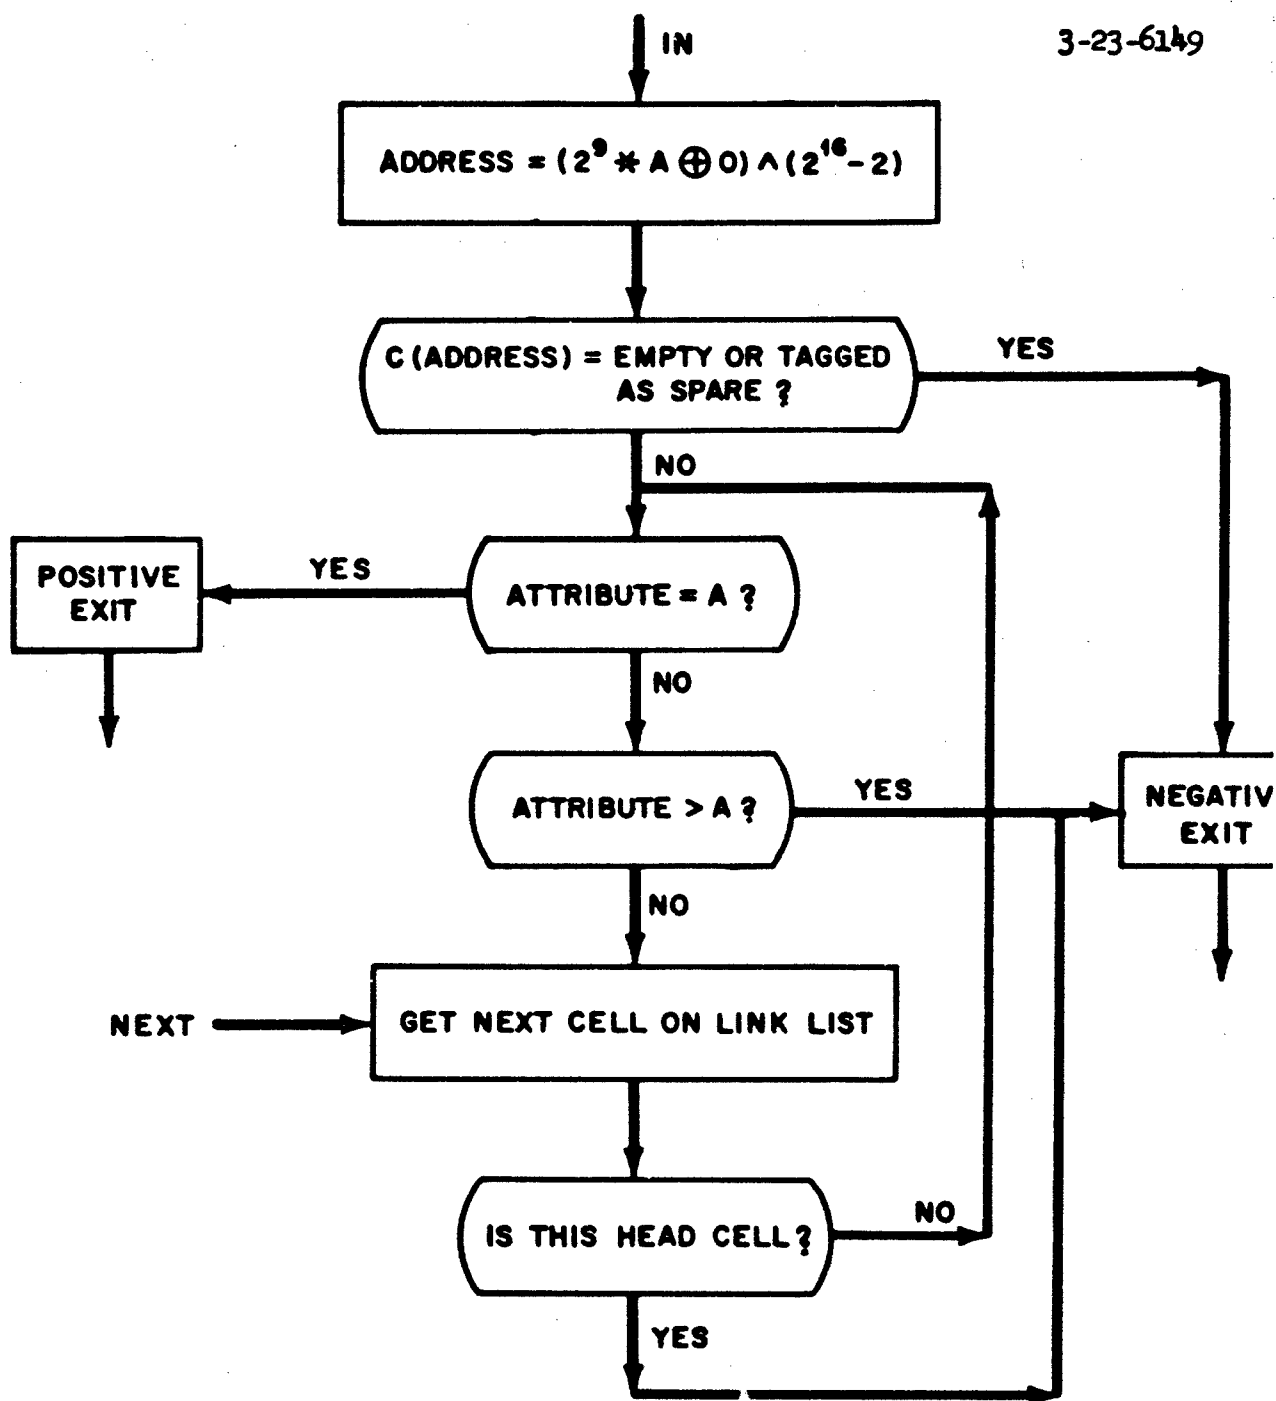 IN
3-23-6149
ADDRESS = (2⁹ * A ⊕ O) ∧ (2¹⁶ - 2)
C (ADDRESS) = EMPTY OR TAGGED
AS SPARE ?
YES
NO
POSITIVE
EXIT
YES
ATTRIBUTE = A ?
NO
ATTRIBUTE > A ?
YES
NEGATIV
EXIT
NO
NEXT
GET NEXT CELL ON LINK LIST
IS THIS HEAD CELL ?
NO
YES